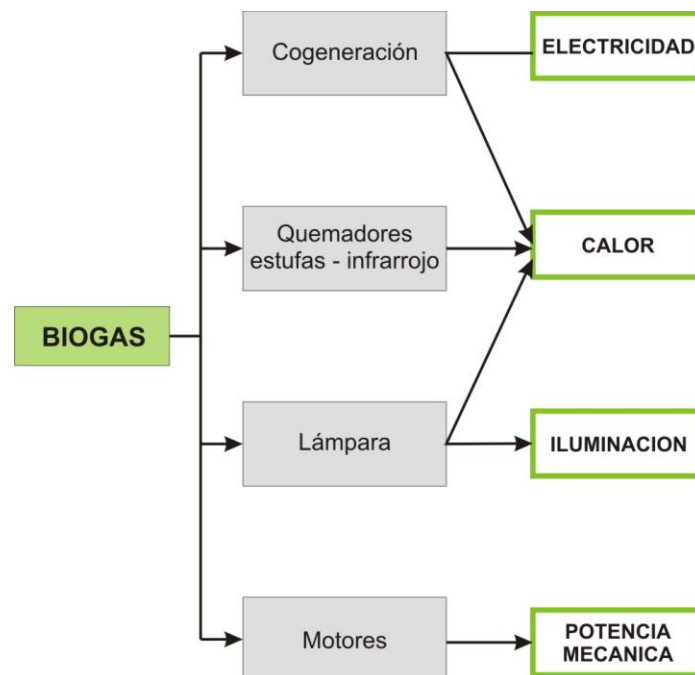 Cogeneración
ELECTRICIDAD
Quemadores
estufas - infrarrojo
CALOR
BIOGAS
Lámpara
ILUMINACION
Motores
POTENCIA
MECANICA